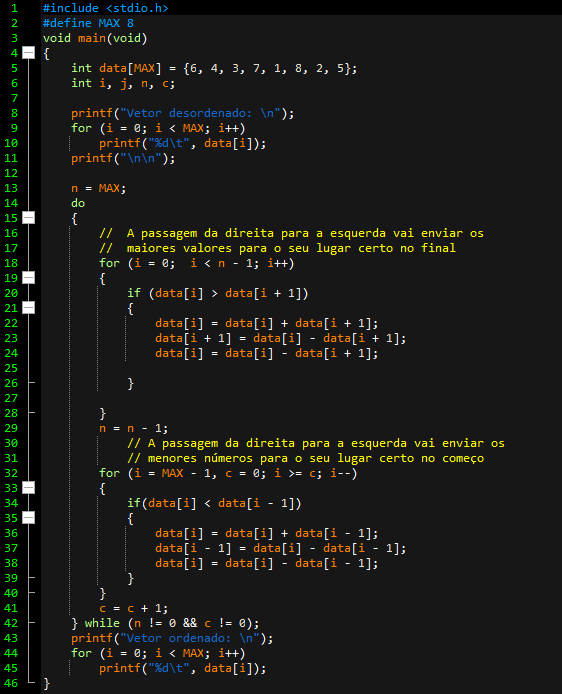 1 #include <stdio.h>
2 #define MAX 8
3 void main(void)
4 {
5 int data[MAX] = {6, 4, 3, 7, 1, 8, 2, 5};
6 int i, j, n, c;
7
8 printf("Vetor desordenado: \n");
9 for (i = 0; i < MAX; i++)
10 printf("%d\t", data[i]);
11 printf("\n\n");
12
13 n = MAX;
14 do
15 {
16 //  A passagem da direita para a esquerda vai enviar os
17 //  maiores valores para o seu lugar certo no final
18 for (i = 0;  i < n - 1; i++)
19 {
20 if (data[i] > data[i + 1])
21 {
22 data[i] = data[i] + data[i + 1];
23 data[i + 1] = data[i] - data[i + 1];
24 data[i] = data[i] - data[i + 1];
25
26 }
27
28 }
29 n = n - 1;
30 // A passagem da direita para a esquerda vai enviar os
31 // menores números para o seu lugar certo no começo
32 for (i = MAX - 1, c = 0; i >= c; i--)
33 {
34 if(data[i] < data[i - 1])
35 {
36 data[i] = data[i] + data[i - 1];
37 data[i - 1] = data[i] - data[i - 1];
38 data[i] = data[i] - data[i - 1];
39 }
40 }
41 c = c + 1;
42 } while (n != 0 && c != 0);
43 printf("Vetor ordenado: \n");
44 for (i = 0; i < MAX; i++)
45 printf("%d\t", data[i]);
46 }